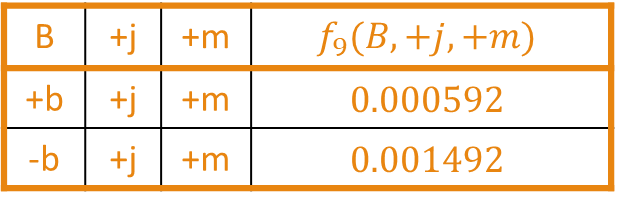 B +j +m f₉(B, +j, +m)
+b +j +m 0.000592
-b +j +m 0.001492